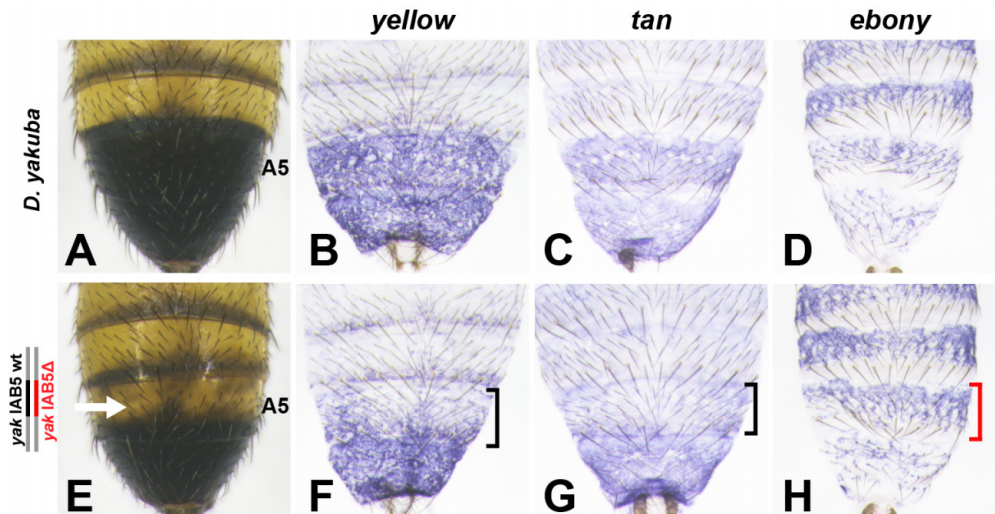 yellow
tan
ebony
D. yakuba
A5
A
B
C
D
yak IAB5 wt
yak IAB5Δ
A5
E
F
G
H